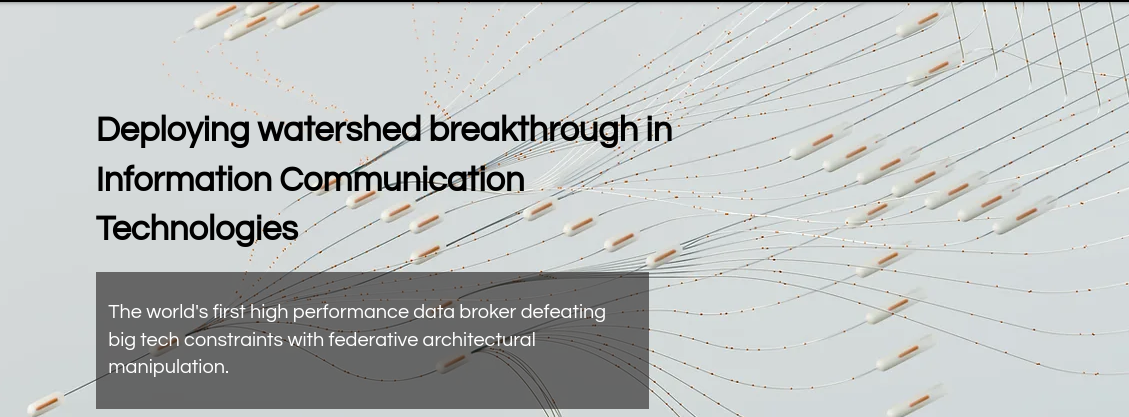 Deploying watershed breakthrough in
Information Communication
Technologies
The world's first high performance data broker defeating
big tech constraints with federative architectural
manipulation.